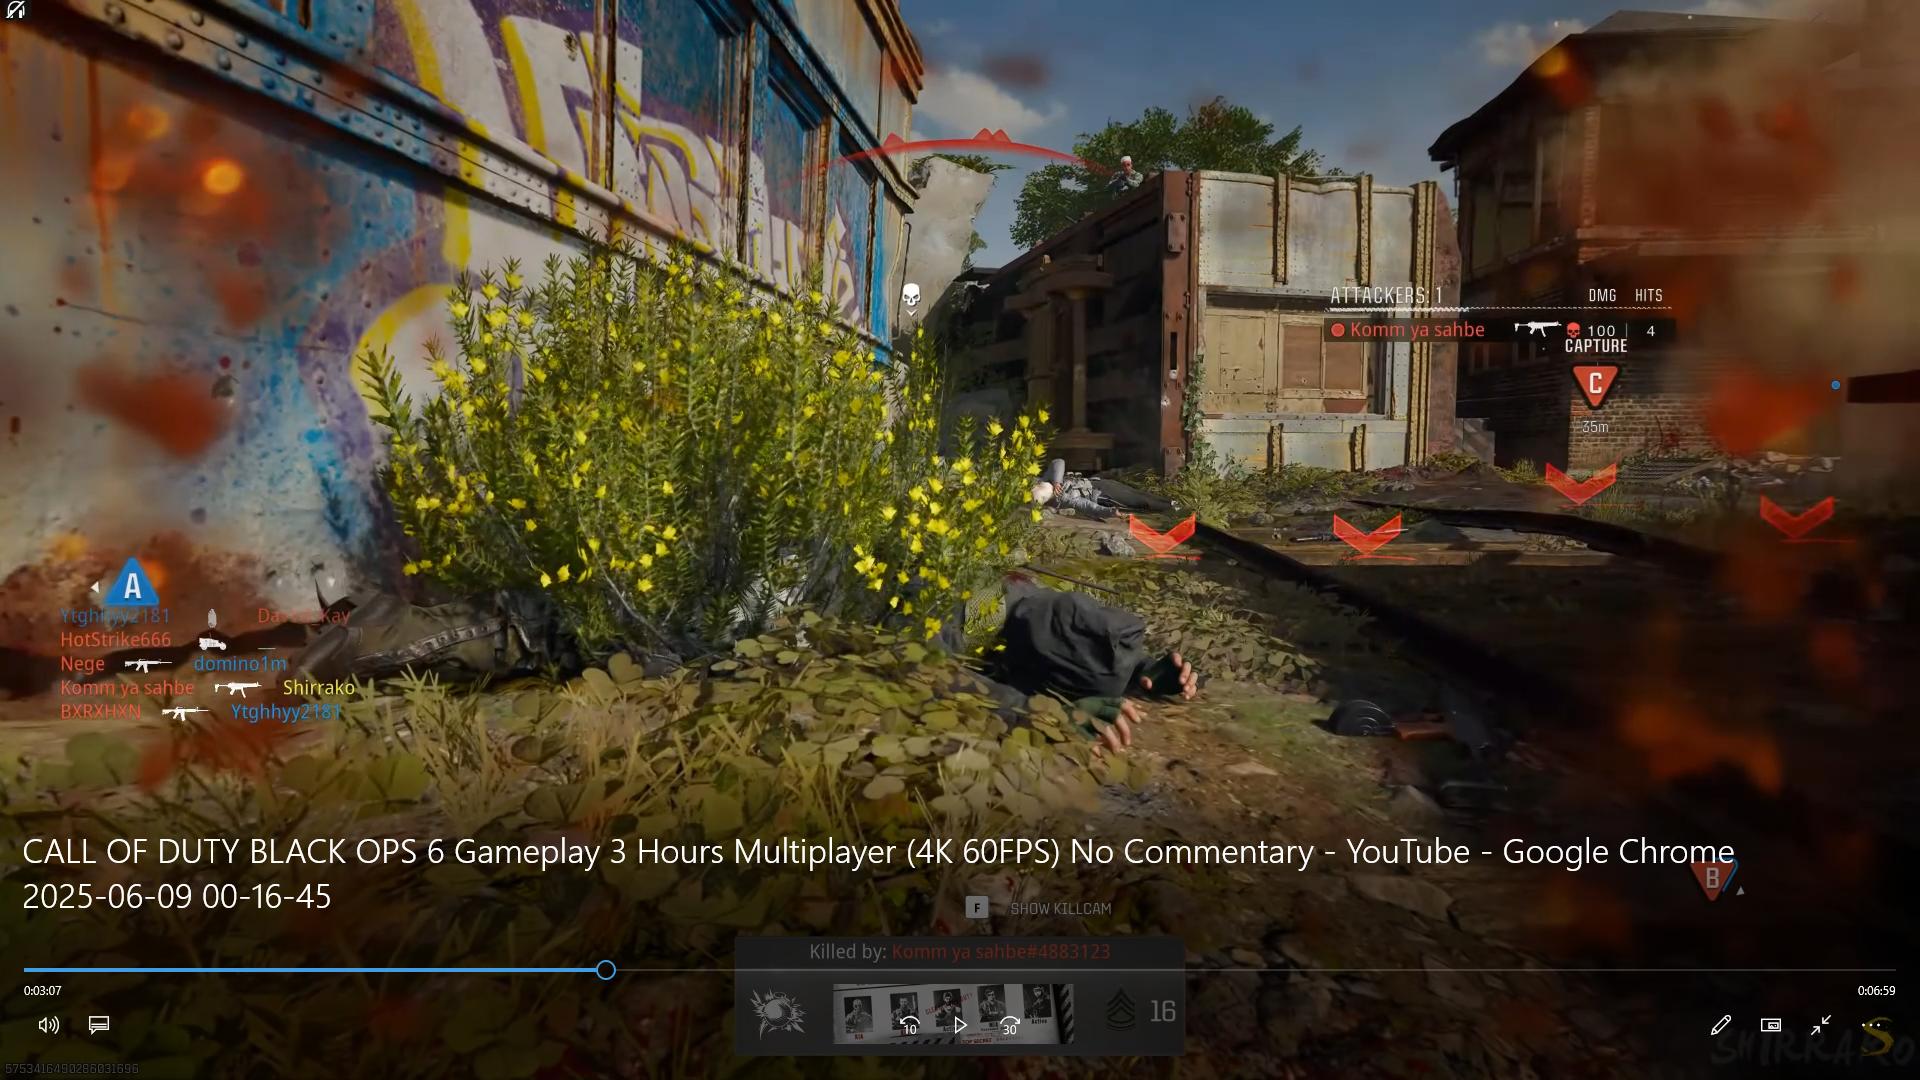 ATTACKERS: 1 DMG HITS
Komm ya sahbe 100 4
CAPTURE
C
35m
A
Ytghhyy2181
HotStrike666
Nege domino1m
Komm ya sahbe Shirrako
BXRXHXN Ytghhyy2181
CALL OF DUTY BLACK OPS 6 Gameplay 3 Hours Multiplayer (4K 60FPS) No Commentary - YouTube - Google Chrome
2025-06-09 00-16-45
B
F SHOW KILLCAM
Killed by: Komm ya sahbe#4883123
0:03:07 0:06:59
16
10 30
SHIRRAKO
5753416490286031696